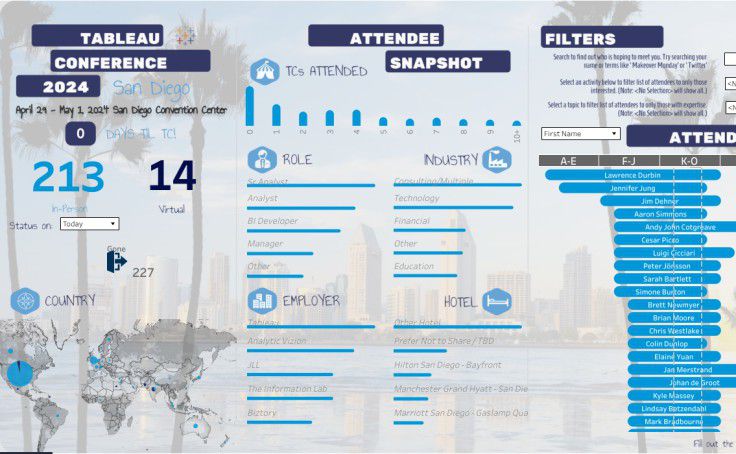 TABLEAU
CONFERENCE
2024 San Diego
April 29 - May 1, 2024 San Diego Convention Center
0 DAYS TIL TC!
213
14
In-Person
Virtual
Status on: Today
Gone
227
COUNTRY
ATTENDEE
SNAPSHOT
TCs ATTENDED
0 1 2 3 4 5 6 7 8 9 10+
ROLE
Sr Analyst
Analyst
BI Developer
Manager
Other
INDUSTRY
Consulting/Multiple
Technology
Financial
Other
Education
EMPLOYER
Tableau
Analytic Vizion
JLL
The Information Lab
Biztory
HOTEL
Other Hotel
Prefer Not to Share / TBD
Hilton San Diego - Bayfront
Manchester Grand Hyatt - San Die
Marriott San Diego - Gaslamp Qua
FILTERS
Search to find out who is hoping to meet you. Try searching your
name or terms like 'Makeover Monday' or 'Twitter'
Select an activity below to filter list of attendees to only those
interested. (Note: <No Selection> will show all.)
<N
Select a topic to filter list of attendees to only those with expertise.
(Note: <No Selection> will show all.)
<N
First Name
ATTEND
A-E F-J K-O
Lawrence Durbin
Jennifer Jung
Jim Dehner
Aaron Simmons
Andy John Cotgreave
Cesar Picco
Luigi Cicciari
Peter Jörisson
Sarah Bartlett
Simone Burton
Brett Nowmyer
Brian Moore
Chris Westlake
Colin Dunlop
Elaine Yuan
Jan Merstrand
Johan de Groot
Kyle Massey
Lindsay Betzendahl
Mark Bradbourne
Fill out the